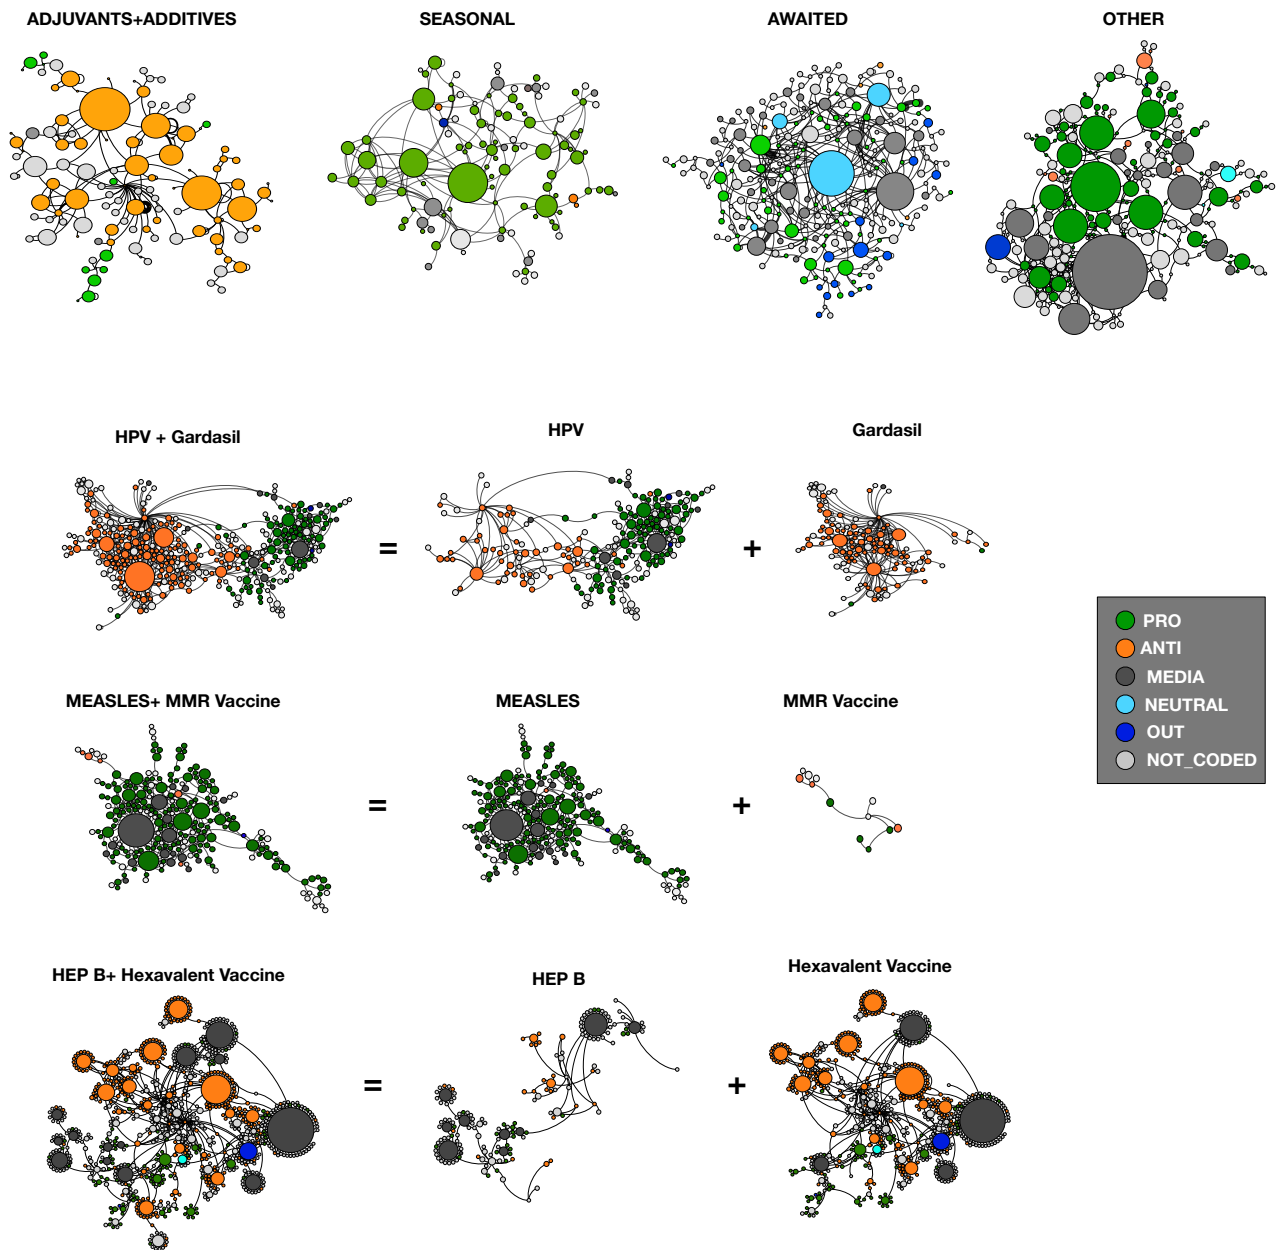 ADJUVANTS+ADDITIVES
SEASONAL
AWAITED
OTHER
HPV + Gardasil
HPV
Gardasil
=
+
PRO
ANTI
MEDIA
NEUTRAL
OUT
NOT_CODED
MEASLES+ MMR Vaccine
MEASLES
MMR Vaccine
=
+
HEP B+ Hexavalent Vaccine
HEP B
Hexavalent Vaccine
=
+